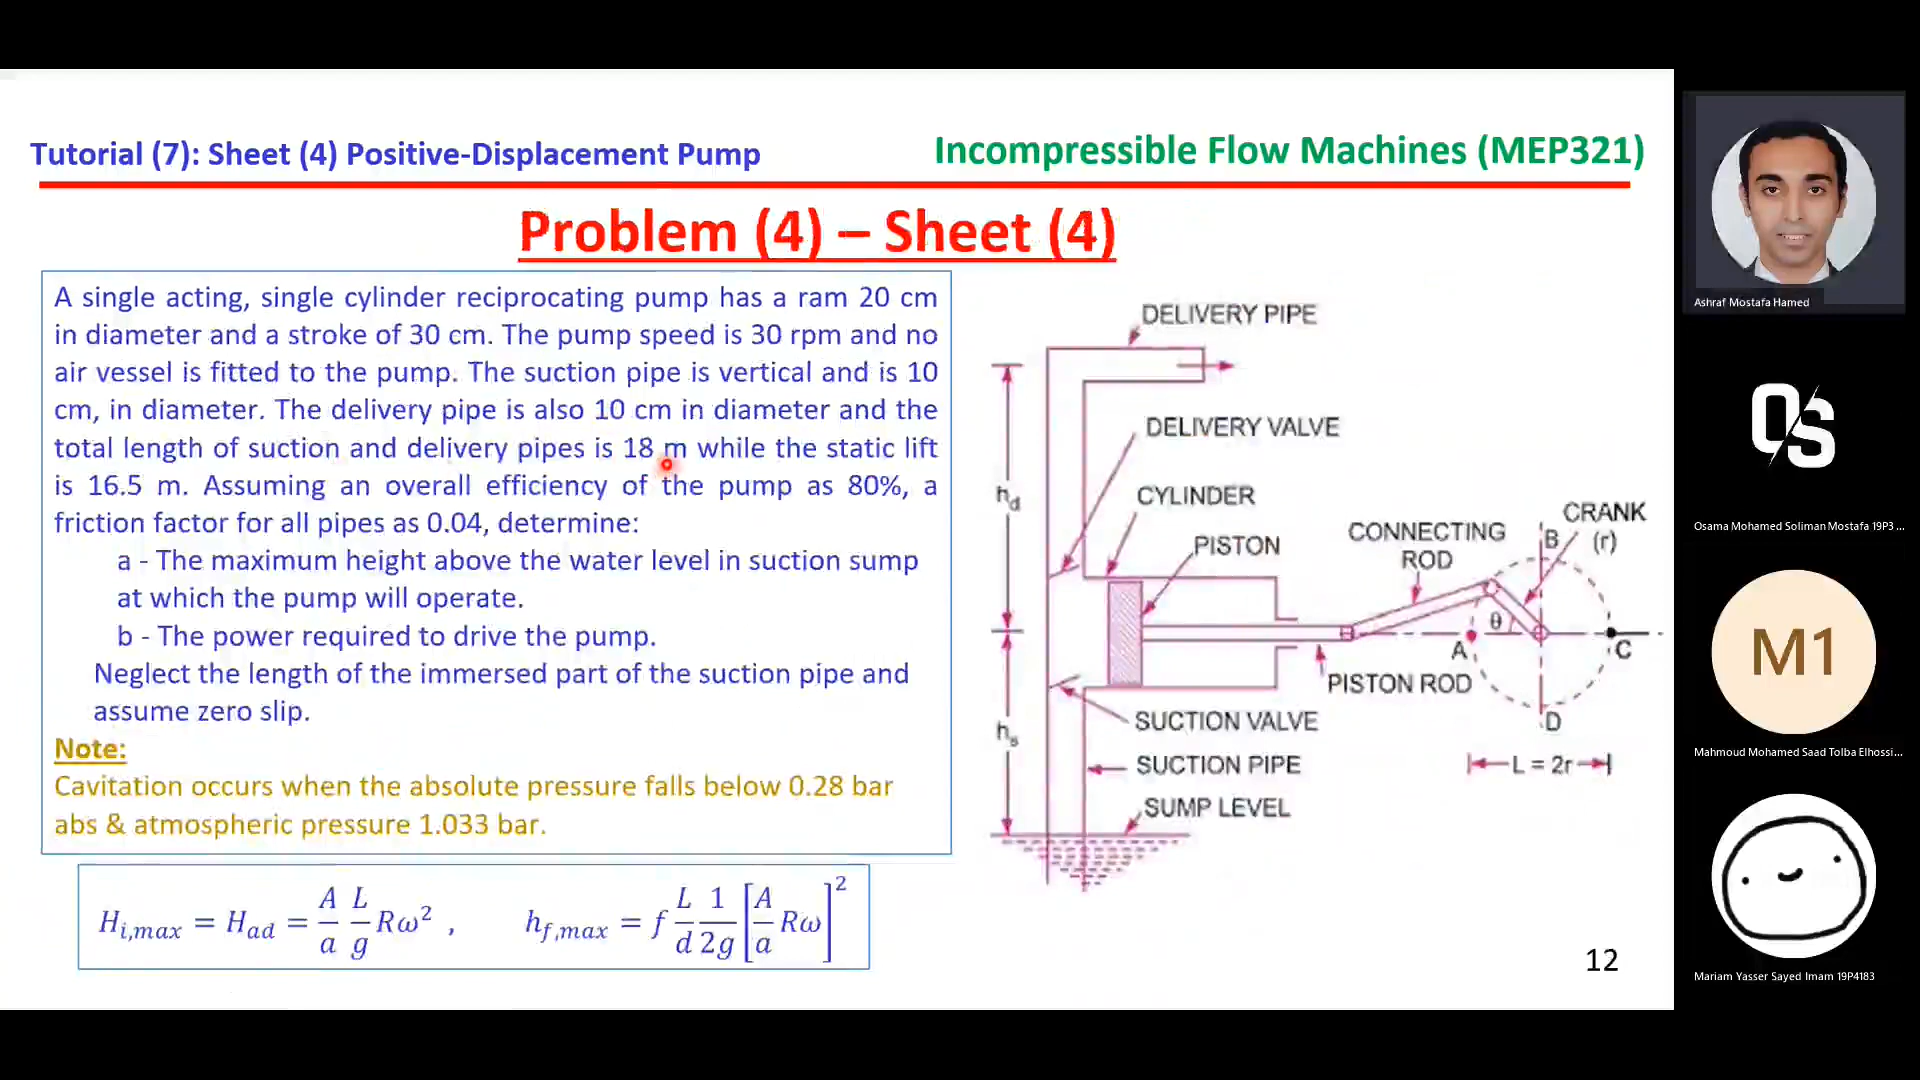 Tutorial (7): Sheet (4) Positive-Displacement Pump
Incompressible Flow Machines (MEP321)
Problem (4) – Sheet (4)
A single acting, single cylinder reciprocating pump has a ram 20 cm
in diameter and a stroke of 30 cm. The pump speed is 30 rpm and no
air vessel is fitted to the pump. The suction pipe is vertical and is 10
cm, in diameter. The delivery pipe is also 10 cm in diameter and the
total length of suction and delivery pipes is 18 m while the static lift
is 16.5 m. Assuming an overall efficiency of the pump as 80%, a
friction factor for all pipes as 0.04, determine:
a - The maximum height above the water level in suction sump
at which the pump will operate.
b - The power required to drive the pump.
Neglect the length of the immersed part of the suction pipe and
assume zero slip.
Note:
Cavitation occurs when the absolute pressure falls below 0.28 bar
abs & atmospheric pressure 1.033 bar.
H_{i,max} = H_{ad} = \frac{A}{a} \frac{L}{g} Rω² , h_{f,max} = f \frac{L}{d} \frac{1}{2g} [\frac{A}{a} Rω]²
DELIVERY PIPE
DELIVERY VALVE
CYLINDER
h_d
PISTON
CONNECTING
ROD
CRANK
(r)
B
θ
A
C
PISTON ROD
D
SUCTION VALVE
h_s
SUCTION PIPE
L = 2r
SUMP LEVEL
12
Ashraf Mostafa Hamed
OS
Osama Mohamed Soliman Mostafa 19P3 ...
M1
Mahmoud Mohamed Saad Tolba Elhossi...
Mariam Yasser Sayed Imam 19P4183